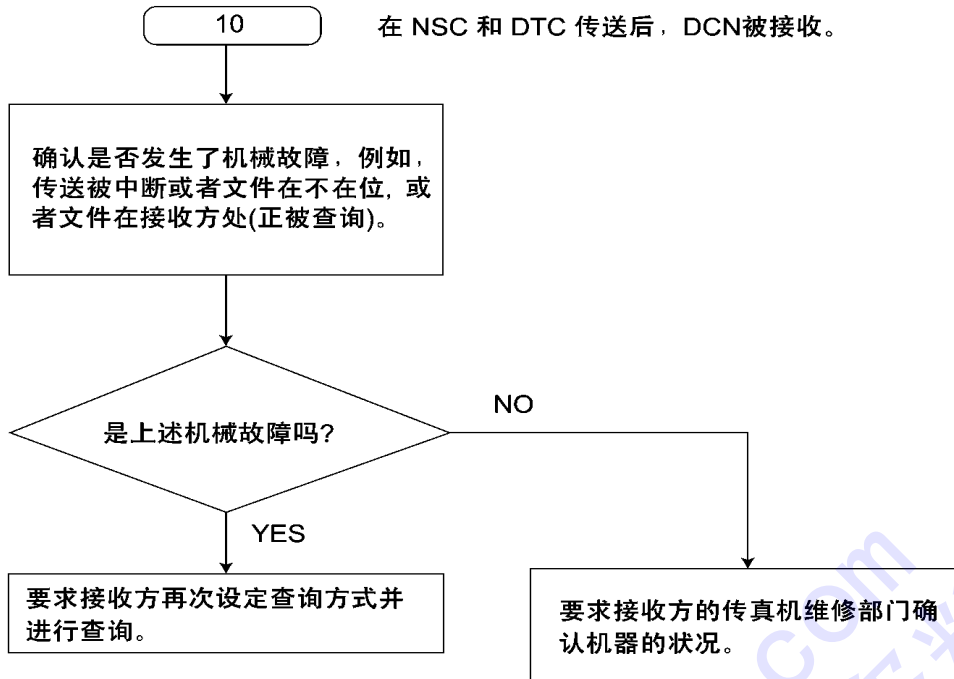 10
在 NSC 和 DTC 传送后，DCN被接收。
确认是否发生了机械故障，例如，
传送被中断或者文件在不在位, 或
者文件在接收方处(正被查询)。
是上述机械故障吗?
NO
YES
要求接收方再次设定查询方式并
进行查询。
要求接收方的传真机维修部门确
认机器的状况。
com